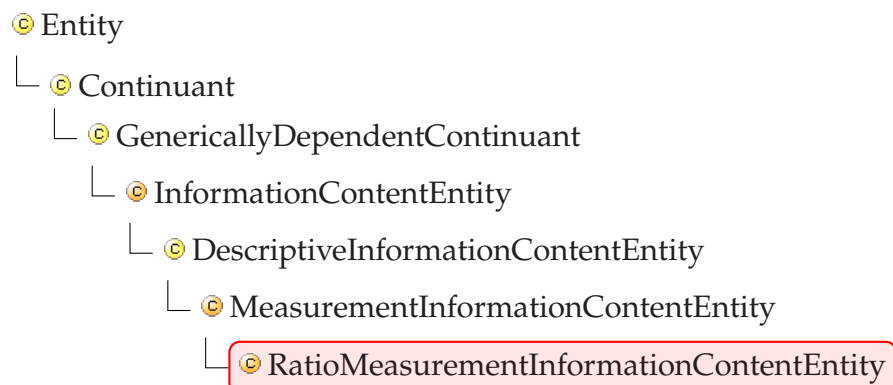 C Entity
C Continuant
C GenericallyDependentContinuant
C InformationContentEntity
C DescriptiveInformationContentEntity
C MeasurementInformationContentEntity
C RatioMeasurementInformationContentEntity